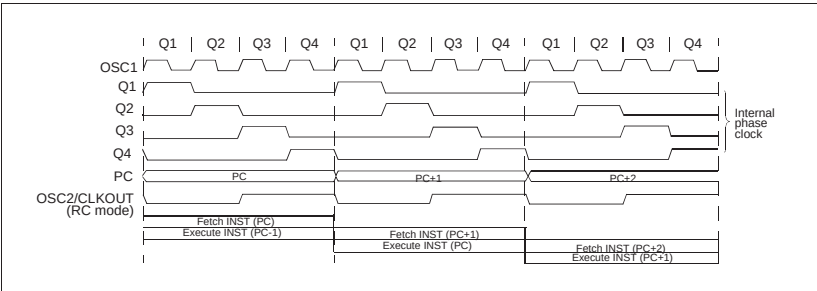 Q1 Q2 Q3 Q4 Q1 Q2 Q3 Q4 Q1 Q2 Q3 Q4
OSC1
Q1
Q2
Q3
Q4
PC
PC PC+1 PC+2
Internal
phase
clock
OSC2/CLKOUT
(RC mode)
Fetch INST (PC)
Execute INST (PC-1) Fetch INST (PC+1)
Execute INST (PC) Fetch INST (PC+2)
Execute INST (PC+1)